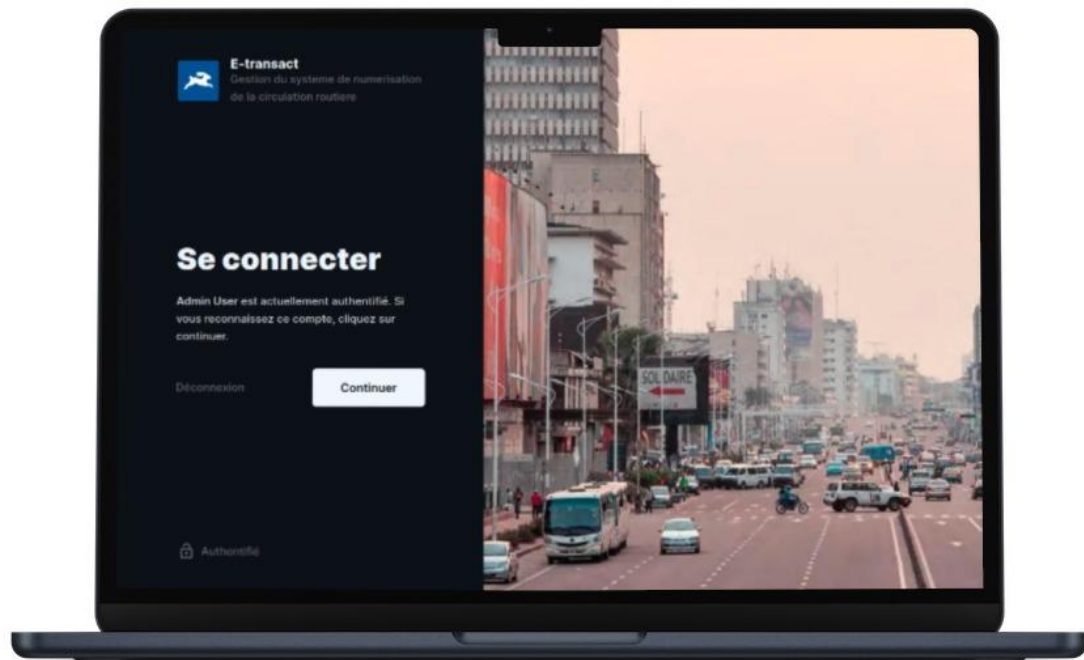 E-transact
Gestion du systeme de numerisation
de la circulation routiere
Se connecter
Admin User est actuellement authentifié. Si
vous reconnaissez ce compte, cliquez sur
continuer.
Déconnexion
Continuer
Authentifié
SOLIDAIRE